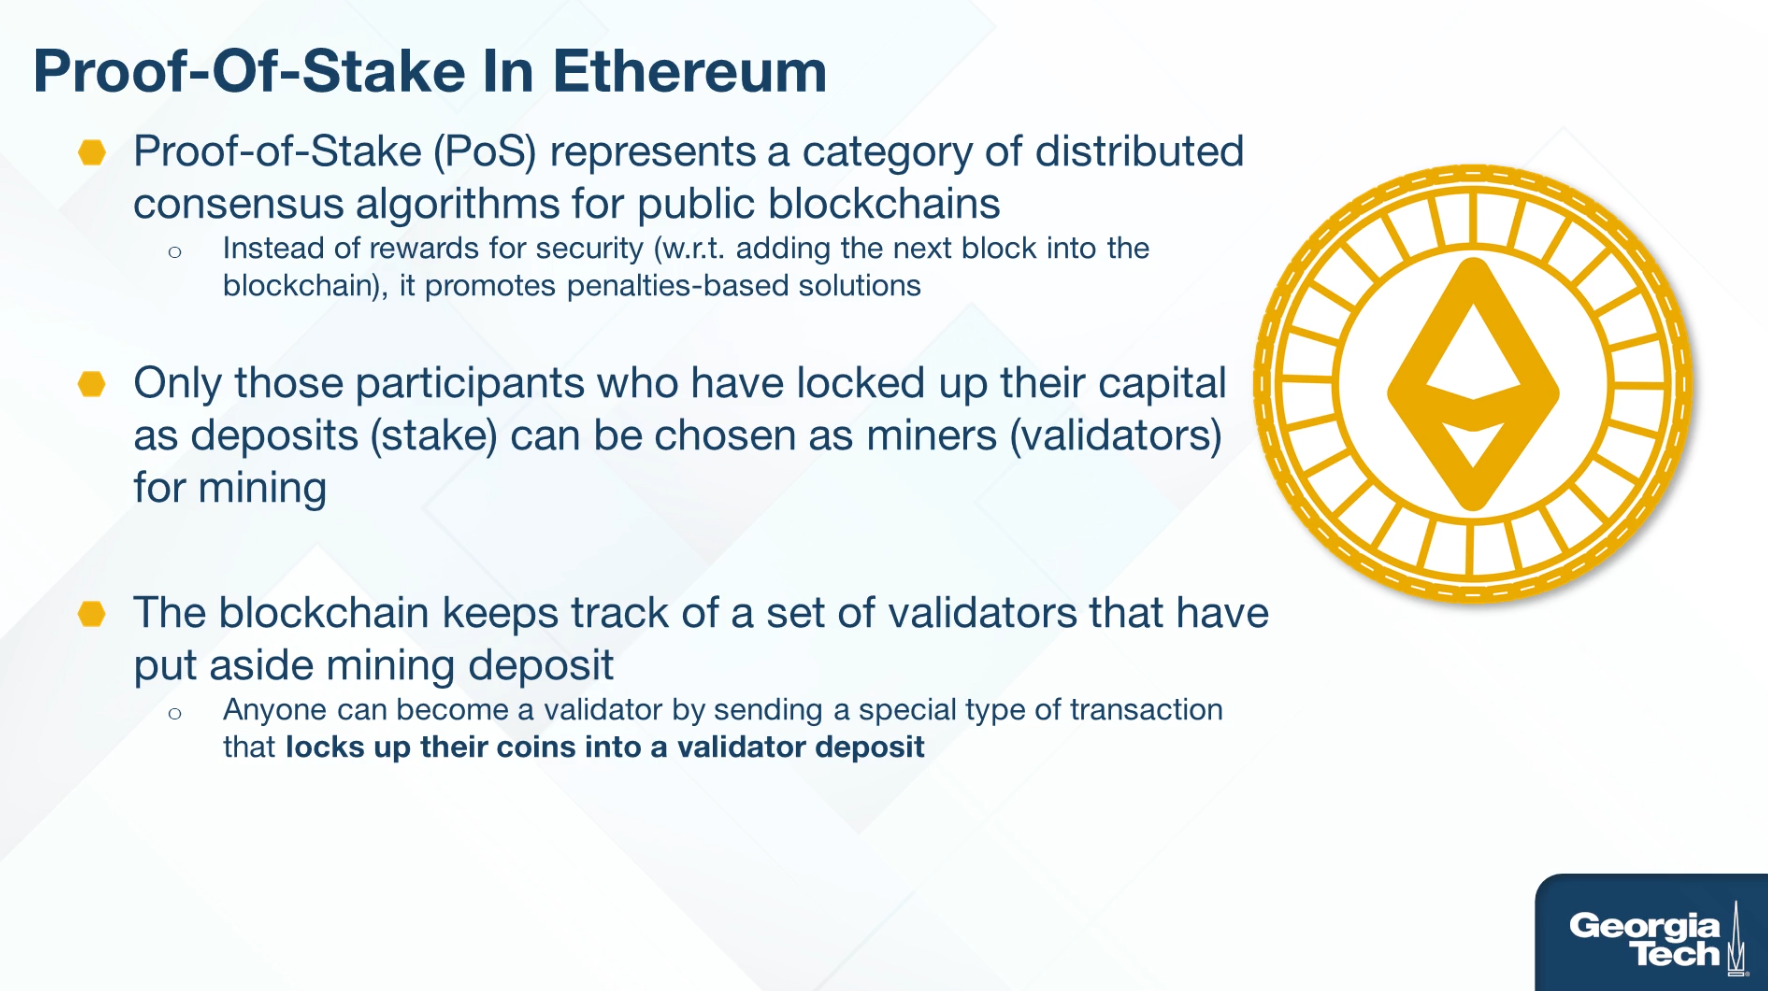 Proof-Of-Stake In Ethereum
Proof-of-Stake (PoS) represents a category of distributed
consensus algorithms for public blockchains
Instead of rewards for security (w.r.t. adding the next block into the
blockchain), it promotes penalties-based solutions
Only those participants who have locked up their capital
as deposits (stake) can be chosen as miners (validators)
for mining
The blockchain keeps track of a set of validators that have
put aside mining deposit
Anyone can become a validator by sending a special type of transaction
that locks up their coins into a validator deposit
Georgia
Tech